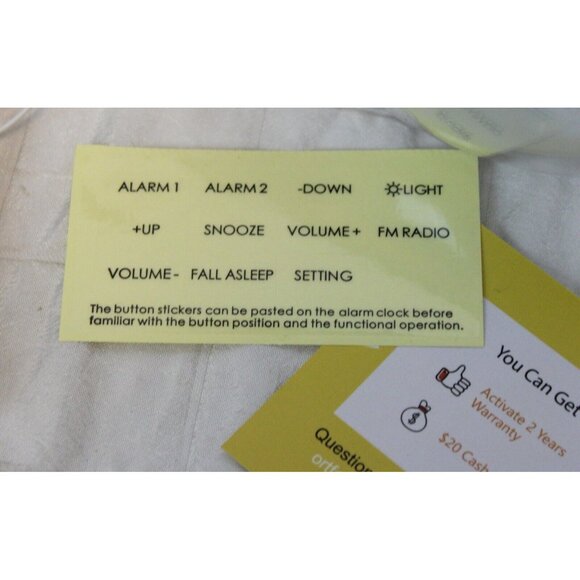 ALARM 1 ALARM 2 -DOWN LIGHT
+UP SNOOZE VOLUME+ FM RADIO
VOLUME- FALL ASLEEP SETTING
The button stickers can be pasted on the alarm clock before
familiar with the button position and the functional operation.
You Can Get
Activate 2 Years
Warranty
$
$20 Cash
Question